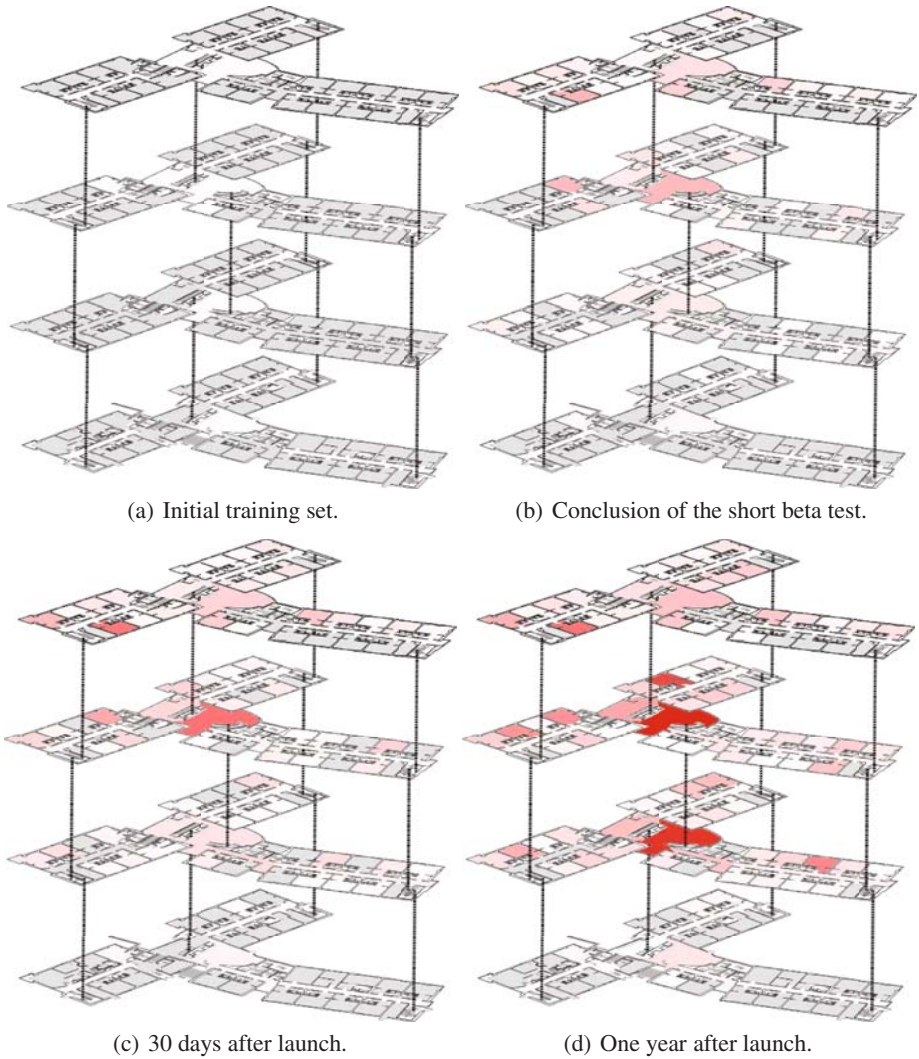 (a) Initial training set.
(b) Conclusion of the short beta test.
(c) 30 days after launch.
(d) One year after launch.